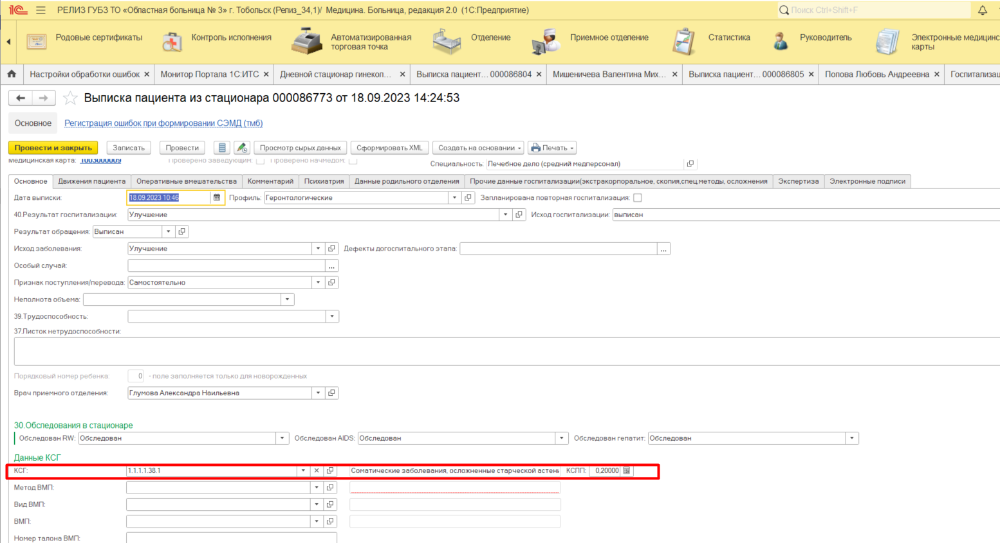 РЕЛИЗ ГУБЗ ТО «Областная больница № 3» г. Тобольск (Репиз_34,1)/ Медицина. Больница, редакция 2.0 (1С:Предприятие)
Поиск Ctrl+Shift+F
Родовые сертификаты
Контроль исполнения
Автоматизированная торговая точка
Отделение
Приемное отделение
Статистика
Руководитель
Электронные медицинс
карты
Настройки обработки ошибок
Монитор Портала 1С:ИТС
Дневной стационар гинекол...
Выписка пациент... 000086804
Мишеничева Валентина Мих...
Выписка пациент... 000086805
Попова Любовь Андреевна
Госпитализац
Выписка пациента из стационара 000086773 от 18.09.2023 14:24:53
Основное
Регистрация ошибок при формировании СЭМД (тмб)
Провести и закрыть
Записать
Провести
Просмотр сырых данных
Сформировать XML
Создать на основании
Печать
Медицинская карта: 1003000009
Проверено заведующим:
Проверено начмедом:
Специальность: Лечебное дело (средний медперсонал)
Основное
Движения пациента
Оперативные вмешательства
Комментарий
Психиатрия
Данные родильного отделения
Прочие данные госпитализации(экстракорпоральное, скопия,спец.методы, осложнения
Экспертиза
Электронные подписи
Дата выписки: 18.09.2023 10:46 Профиль: Геронтологические Запланирована повторная госпитализация:
40.Результат госпитализации: Улучшение Исход госпитализации: выписан
Результат обращения: Выписан
Исход заболевания: Улучшение Дефекты догоспитального этапа:
Особый случай:
Признак поступления/перевода: Самостоятельно
Неполнота объема:
39.Трудоспособность:
37.Листок нетрудоспособности:
Порядковый номер ребенка: 0 - поле заполняется только для новорожденных
Врач приемного отделения: Глумова Александра Наильевна
30.Обследования в стационаре
Обследован RW: Обследован Обследован AIDS: Обследован Обследован гепатит: Обследован
Данные КСГ
КСГ: 1.1.1.1.38.1 Соматические заболевания, осложненные старческой астени КСЛП: 0,20000
Метод ВМП:
Вид ВМП:
ВМП:
Номер талона ВМП: